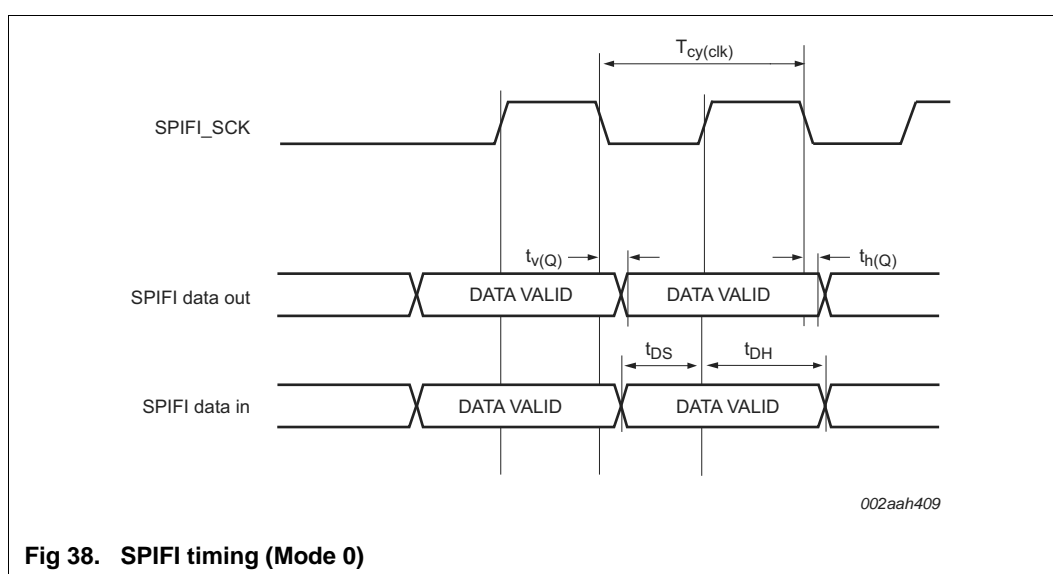 T_cy(clk)
SPIFI_SCK
t_v(Q)
t_h(Q)
SPIFI data out
DATA VALID
DATA VALID
t_DS
t_DH
SPIFI data in
DATA VALID
DATA VALID
002aah409
Fig 38. SPIFI timing (Mode 0)